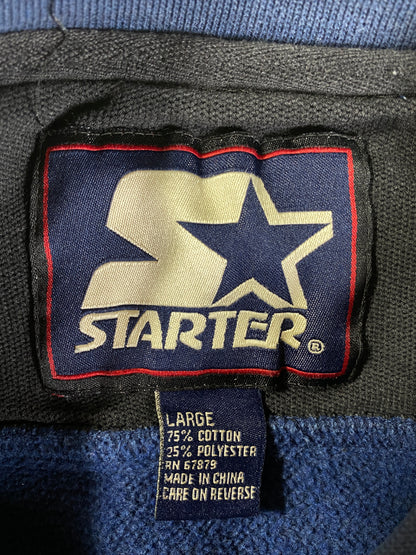 STARTER®
LARGE
75% COTTON
25% POLYESTER
RN 67879
MADE IN CHINA
CARE ON REVERSE